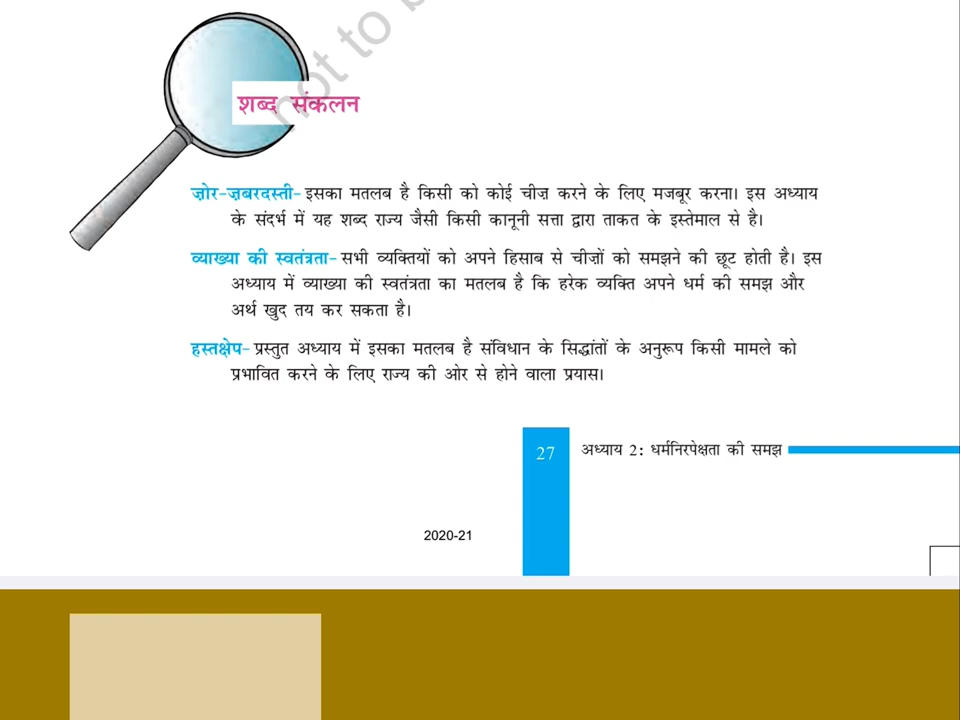 not to b
शब्द संकलन
ज़ोर-ज़बरदस्ती- इसका मतलब है किसी को कोई चीज़ करने के लिए मजबूर करना। इस अध्याय
के संदर्भ में यह शब्द राज्य जैसी किसी कानूनी सत्ता द्वारा ताकत के इस्तेमाल से है।
व्याख्या की स्वतंत्रता- सभी व्यक्तियों को अपने हिसाब से चीज़ों को समझने की छूट होती है। इस
अध्याय में व्याख्या की स्वतंत्रता का मतलब है कि हरेक व्यक्ति अपने धर्म की समझ और
अर्थ खुद तय कर सकता है।
हस्तक्षेप- प्रस्तुत अध्याय में इसका मतलब है संविधान के सिद्धांतों के अनुरूप किसी मामले को
प्रभावित करने के लिए राज्य की ओर से होने वाला प्रयास।
27 अध्याय 2: धर्मनिरपेक्षता की समझ
2020-21